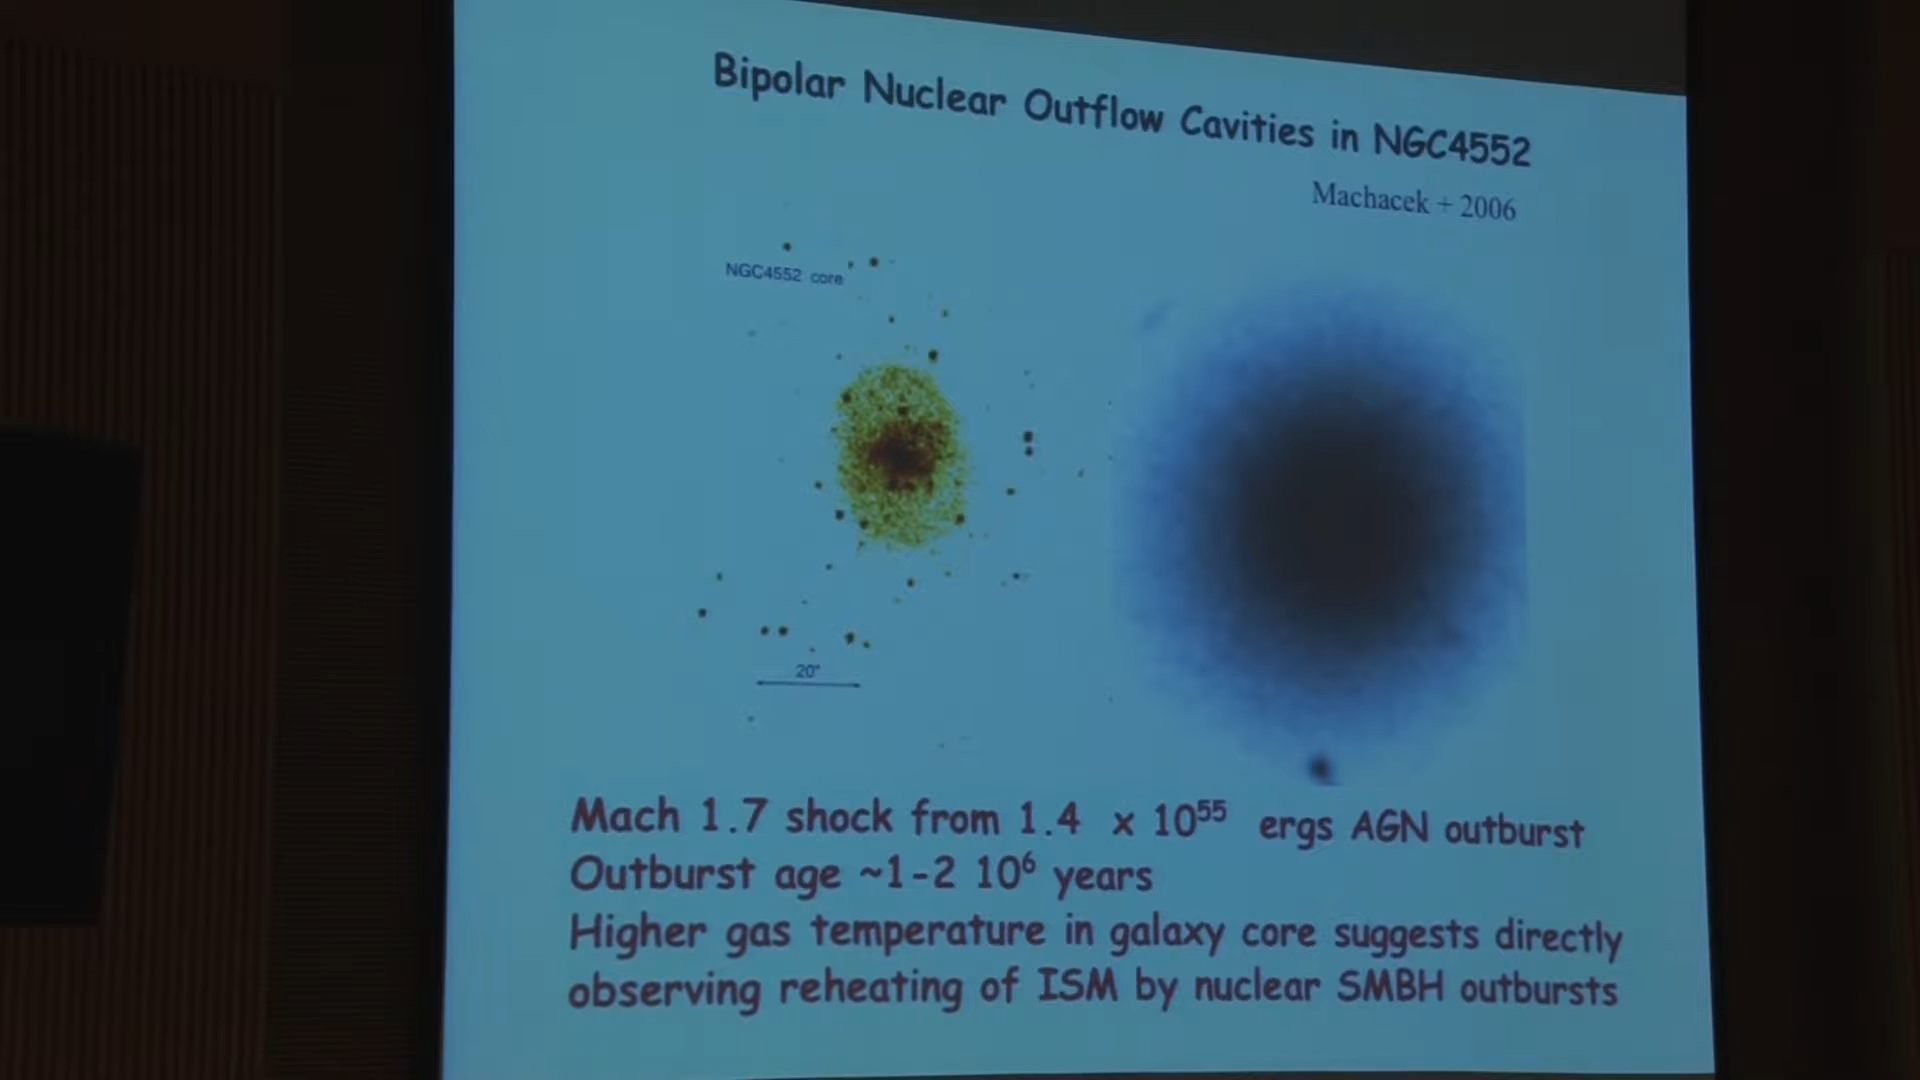 Bipolar Nuclear Outflow Cavities in NGC4552
Machacek + 2006
NGC4552 core
20"
Mach 1.7 shock from 1.4 x 10⁵⁵ ergs AGN outburst
Outburst age ~1-2 10⁶ years
Higher gas temperature in galaxy core suggests directly
observing reheating of ISM by nuclear SMBH outbursts